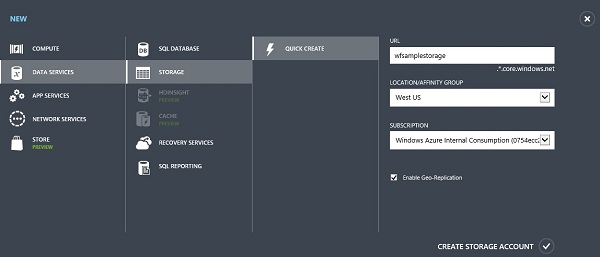 NEW
COMPUTE
DATA SERVICES
APP SERVICES
NETWORK SERVICES
STORE
PREVIEW
SQL DATABASE
STORAGE
HDINSIGHT
PREVIEW
CACHE
PREVIEW
RECOVERY SERVICES
SQL REPORTING
QUICK CREATE
URL
wfsamplestorage
.*.core.windows.net
LOCATION/AFFINITY GROUP
West US
SUBSCRIPTION
Windows Azure Internal Consumption (0754ecc
Enable Geo-Replication
CREATE STORAGE ACCOUNT